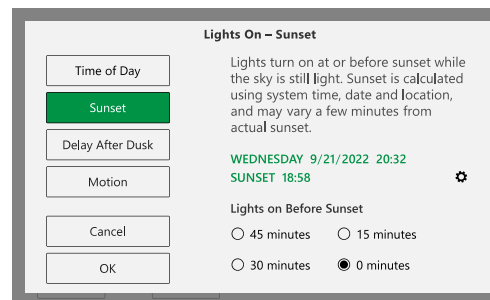 Lights On – Sunset
Time of Day
Sunset
Delay After Dusk
Motion
Cancel
OK
Lights turn on at or before sunset while
the sky is still light. Sunset is calculated
using system time, date and location,
and may vary a few minutes from
actual sunset.
WEDNESDAY 9/21/2022 20:32
SUNSET 18:58
Lights on Before Sunset
45 minutes
15 minutes
30 minutes
0 minutes